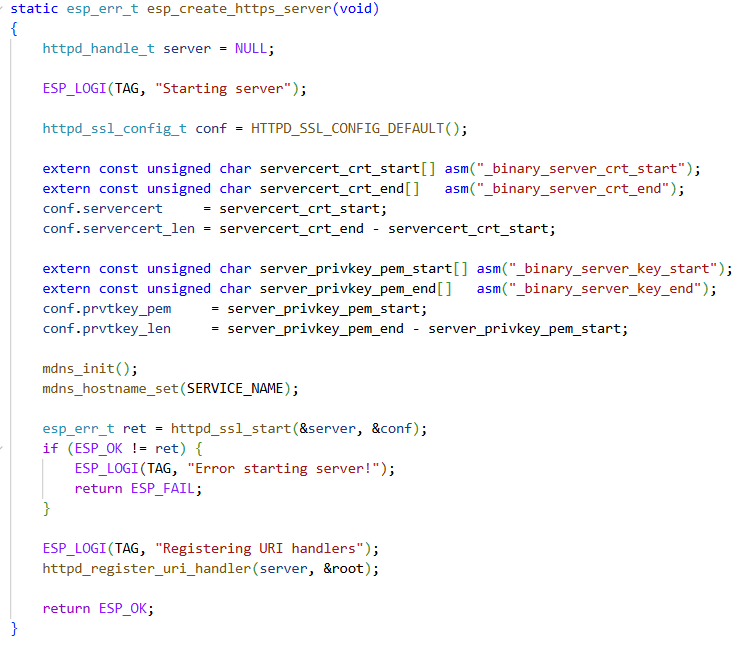 static esp_err_t esp_create_https_server(void)
{
    httpd_handle_t server = NULL;

    ESP_LOGI(TAG, "Starting server");

    httpd_ssl_config_t conf = HTTPD_SSL_CONFIG_DEFAULT();

    extern const unsigned char servercert_crt_start[] asm("_binary_server_crt_start");
    extern const unsigned char servercert_crt_end[]   asm("_binary_server_crt_end");
    conf.servercert     = servercert_crt_start;
    conf.servercert_len = servercert_crt_end - servercert_crt_start;

    extern const unsigned char server_privkey_pem_start[] asm("_binary_server_key_start");
    extern const unsigned char server_privkey_pem_end[]   asm("_binary_server_key_end");
    conf.prvtkey_pem     = server_privkey_pem_start;
    conf.prvtkey_len     = server_privkey_pem_end - server_privkey_pem_start;

    mdns_init();
    mdns_hostname_set(SERVICE_NAME);

    esp_err_t ret = httpd_ssl_start(&server, &conf);
    if (ESP_OK != ret) {
        ESP_LOGI(TAG, "Error starting server!");
        return ESP_FAIL;
    }

    ESP_LOGI(TAG, "Registering URI handlers");
    httpd_register_uri_handler(server, &root);

    return ESP_OK;
}